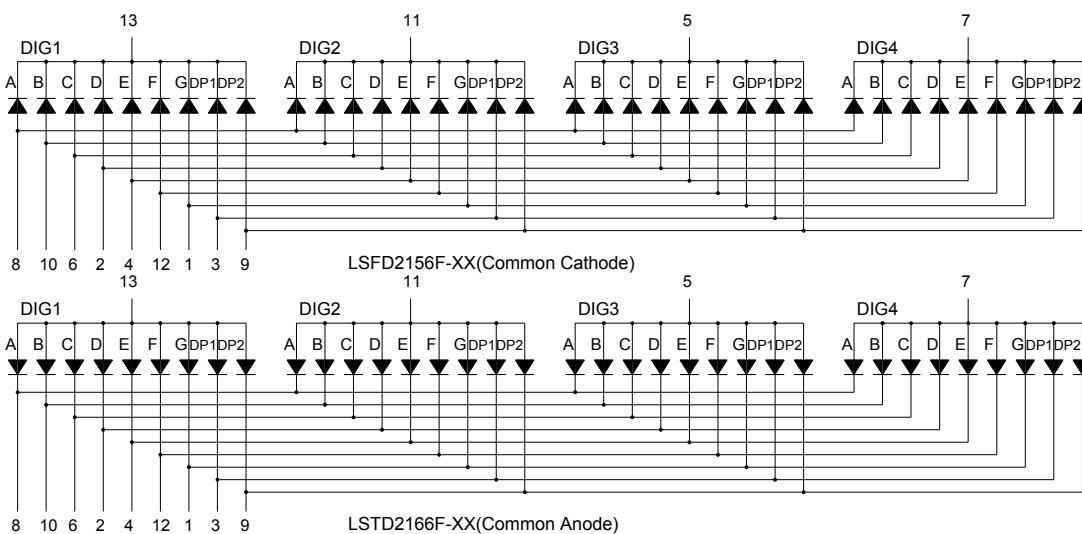 13 11 5 7
DIG1 DIG2 DIG3 DIG4
A B C D E F G DP1 DP2 A B C D E F G DP1 DP2 A B C D E F G DP1 DP2 A B C D E F G DP1 DP2
8 10 6 2 4 12 1 3 9 LSFD2156F-XX(Common Cathode)
13 11 5 7
DIG1 DIG2 DIG3 DIG4
A B C D E F G DP1 DP2 A B C D E F G DP1 DP2 A B C D E F G DP1 DP2 A B C D E F G DP1 DP2
8 10 6 2 4 12 1 3 9 LSTD2166F-XX(Common Anode)